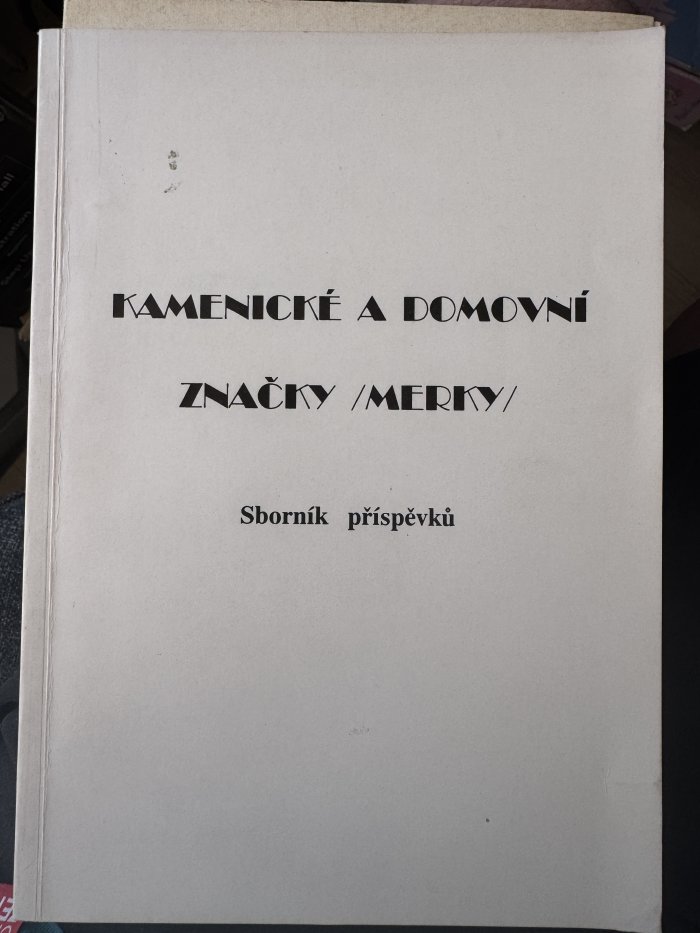 KAMENICKÉ A DOMOVNÍ
ZNAČKY /MERKY/
Sborník příspěvků